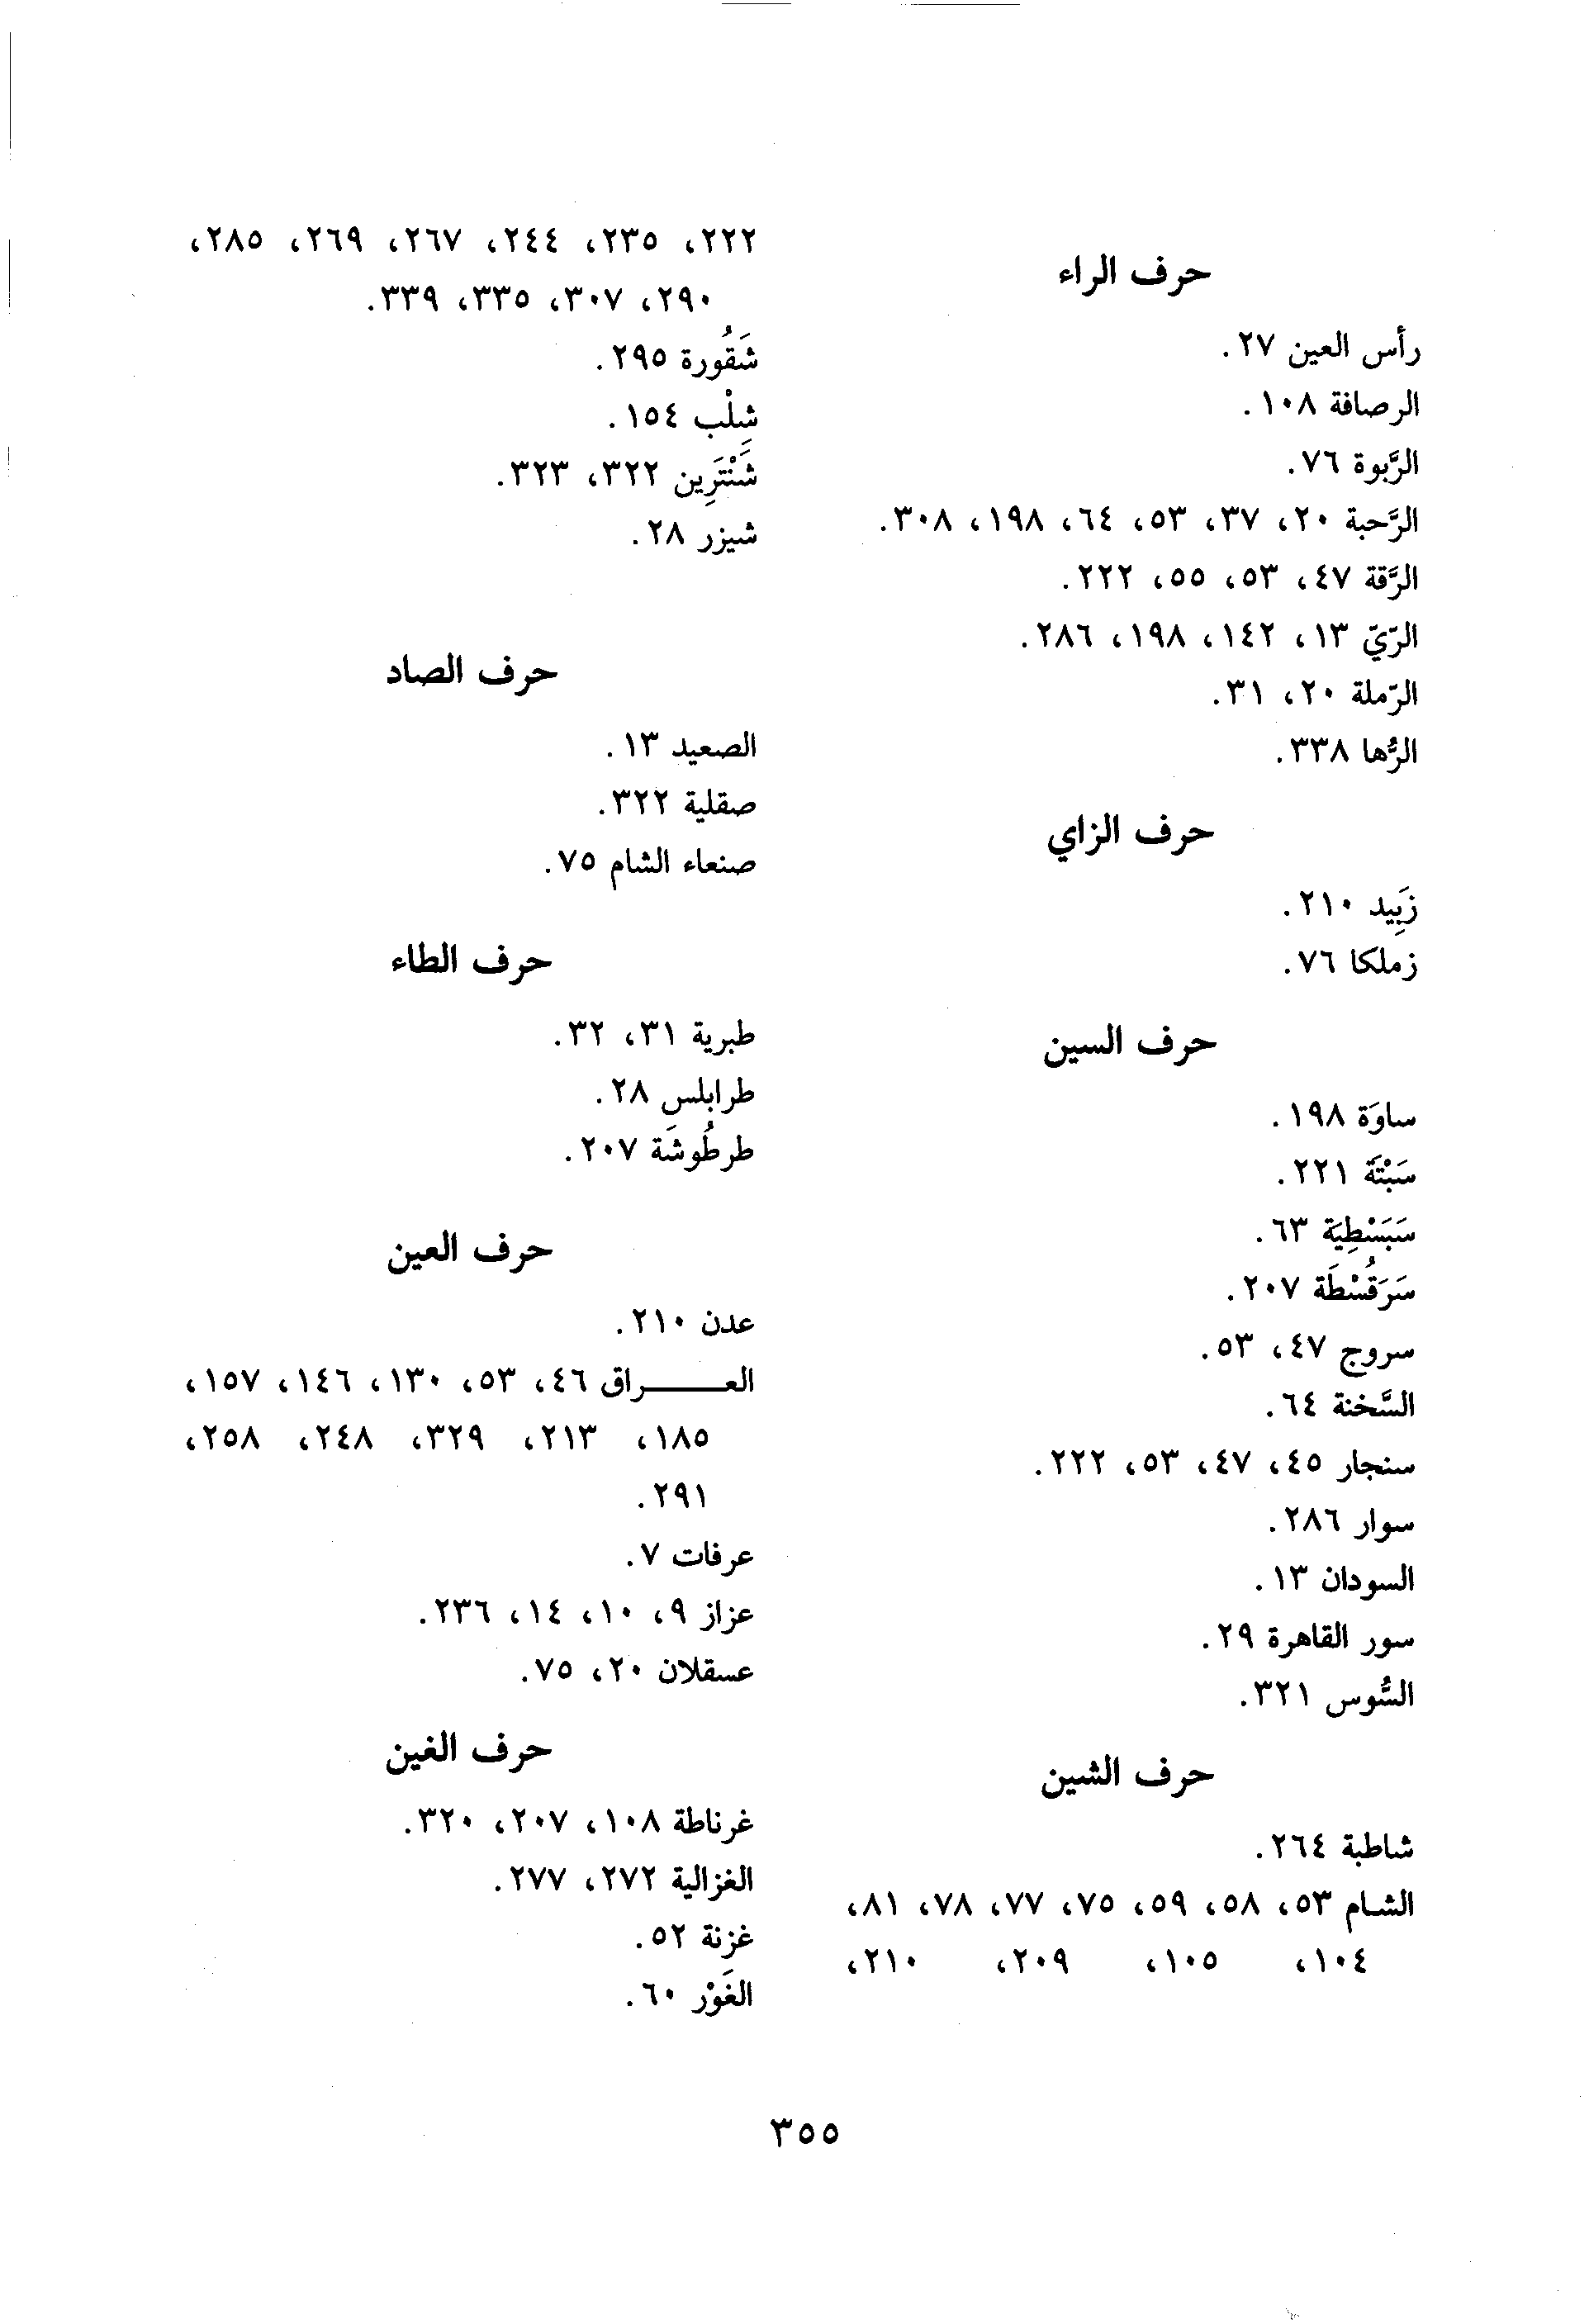 حرف الراء
رأس العين ٢٧.
الرصافة ١٠٨.
الرَّبوة ٧٦.
الرَّحبة ٢٠، ٣٧، ٥٣، ٦٤، ١٩٨، ٣٠٨.
الرَّقة ٤٧، ٥٣، ٥٥، ٢٢٢.
الرّيّ ١٣، ١٤٢، ١٩٨، ٢٨٦.
الرّملة ٢٠، ٣١.
الرُّها ٣٣٨.
حرف الزاي
زَبِيد ٢١٠.
زملكا ٧٦.
حرف السين
ساوَة ١٩٨.
سَبْتَة ٢٢١.
سَبَسْطِيَة ٦٣.
سَرَقُسْطَة ٢٠٧.
سروج ٤٧، ٥٣.
السَّخنة ٦٤.
سنجار ٤٥، ٤٧، ٥٣، ٢٢٢.
سوار ٢٨٦.
السودان ١٣.
سور القاهرة ٢٩.
السُّوس ٣٢١.
حرف الشين
شاطبة ٢٦٤.
الشام ٥٣، ٥٨، ٥٩، ٧٥، ٧٧، ٧٨، ٨١،
١٠٤، ١٠٥، ٢٠٩، ٢١٠،
٢٢٢، ٢٣٥، ٢٤٤، ٢٦٧، ٢٦٩، ٢٨٥،
٢٩٠، ٣٠٧، ٣٣٥، ٣٣٩.
شَقُورة ٢٩٥.
شِلْب ١٥٤.
شَنْتَرِين ٣٢٢، ٣٢٣.
شيزر ٢٨.
حرف الصاد
الصعيد ١٣.
صقلية ٣٢٢.
صنعاء الشام ٧٥.
حرف الطاء
طبرية ٣١، ٣٢.
طرابلس ٢٨.
طرطُوشَة ٢٠٧.
حرف العين
عدن ٢١٠.
العـــــراق ٤٦، ٥٣، ١٣٠، ١٤٦، ١٥٧،
١٨٥، ٢١٣، ٣٢٩، ٢٤٨، ٢٥٨،
٢٩١.
عرفات ٧.
عزاز ٩، ١٠، ١٤، ٢٣٦.
عسقلان ٢٠، ٧٥.
حرف الغين
غرناطة ١٠٨، ٢٠٧، ٣٢٠.
الغزالية ٢٧٢، ٢٧٧.
غزنة ٥٢.
الغَوْر ٦٠.
٣٥٥